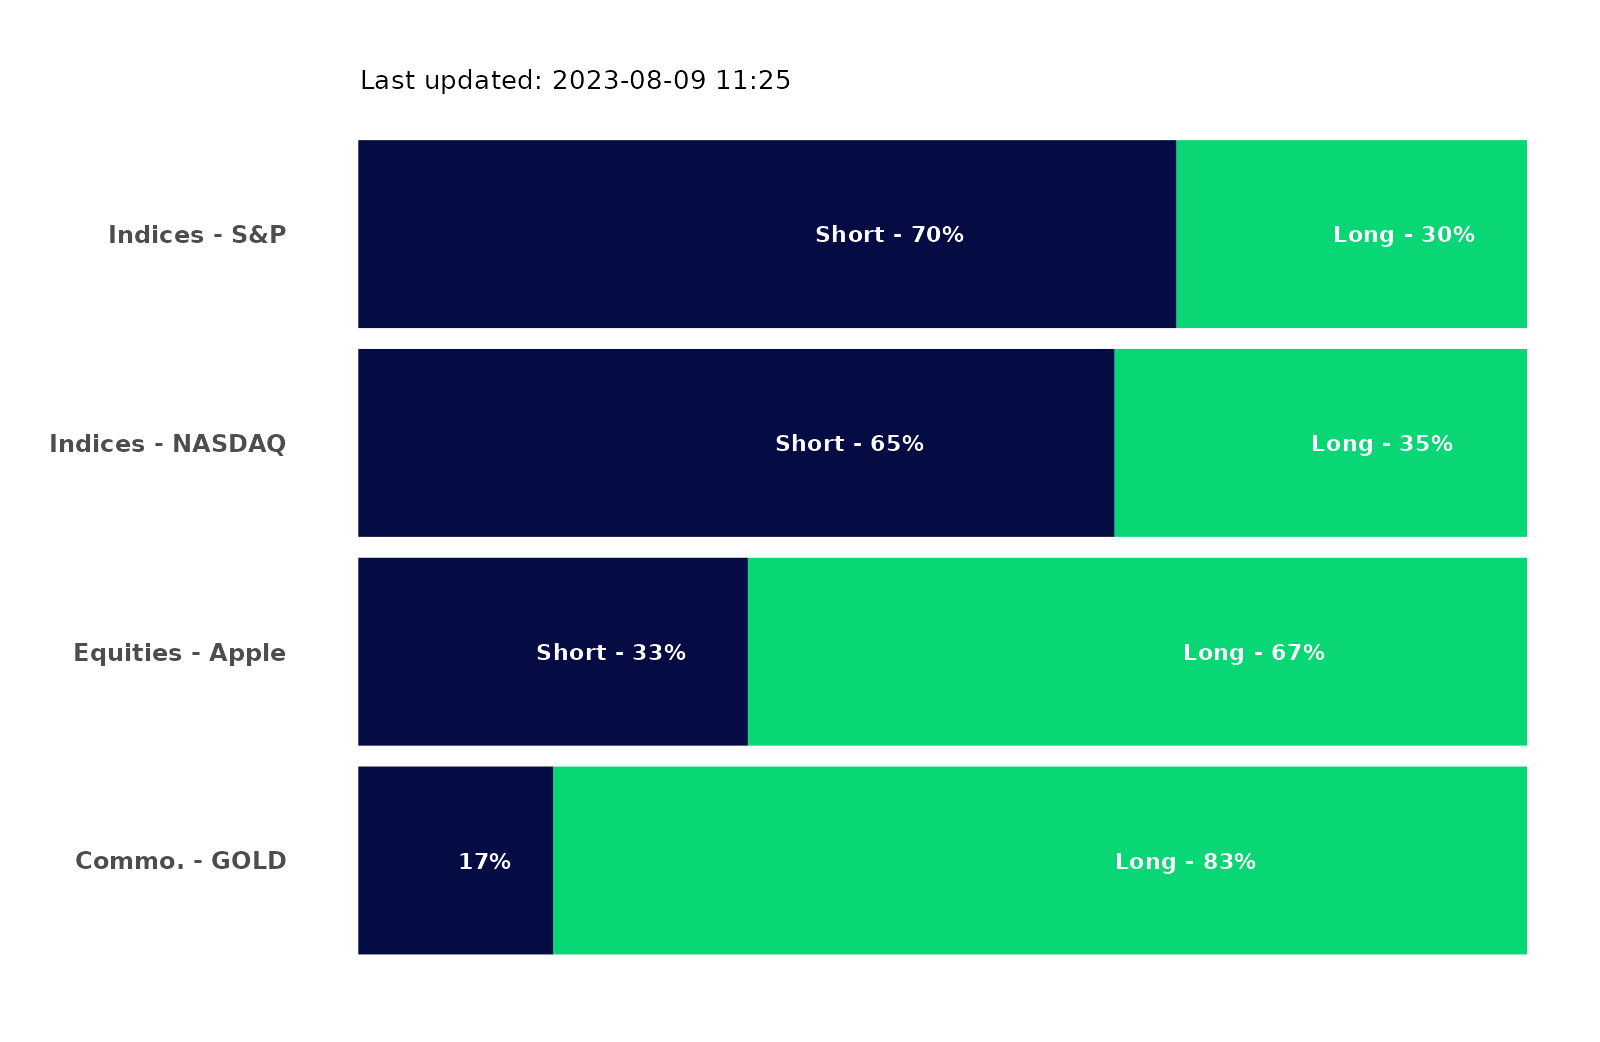 Last updated: 2023-08-09 11:25
Indices - S&P
Short - 70%
Long - 30%
Indices - NASDAQ
Short - 65%
Long - 35%
Equities - Apple
Short - 33%
Long - 67%
Commo. - GOLD
17%
Long - 83%